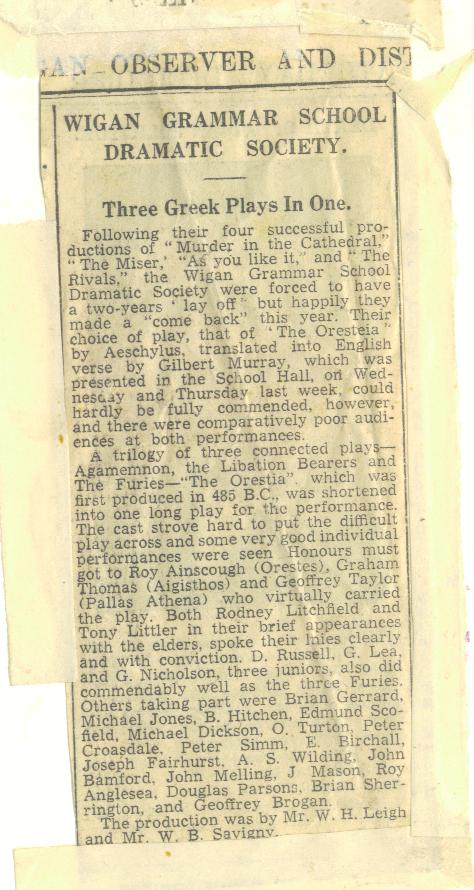 AN OBSERVER AND DIST
WIGAN GRAMMAR SCHOOL
DRAMATIC SOCIETY.
Three Greek Plays In One.
Following their four successful pro-
ductions of "Murder in the Cathedral,"
"The Miser,' "As you like it," and "The
Rivals," the Wigan Grammar School
Dramatic Society were forced to have
a two-years ' lay off" but happily they
made a "come back" this year. Their
choice of play, that of 'The Oresteia"
by Aeschylus, translated into English
verse by Gilbert Murray, which was
presented in the School Hall, on Wed-
nesday and Thursday last week, could
hardly be fully commended, however,
and there were comparatively poor audi-
ences at both performances.
A trilogy of three connected plays—
Agamemnon, the Libation Bearers and
The Furies—"The Orestia". which was
first produced in 485 B.C., was shortened
into one long play for the performance.
The cast strove hard to put the difficult
play across and some very good individual
performances were seen Honours must
got to Roy Ainscough (Orestes), Graham
Thomas (Aigisthos) and Geoffrey Taylor
(Pallas Athena) who virtually carried
the play. Both Rodney Litchfield and
Tony Littler in their brief appearances
with the elders, spoke their lnies clearly
and with conviction. D. Russell, G. Lea,
and G. Nicholson, three juniors, also did
commendably well as the three Furies.
Others taking part were Brian Gerrard,
Michael Jones, B. Hitchen, Edmund Sco-
field, Michael Dickson, O. Turton, Peter
Croasdale, Peter Simm, E. Birchall,
Joseph Fairhurst, A. S. Wilding, John
Bamford, John Melling, J Mason, Roy
Anglesea, Douglas Parsons, Brian Sher-
rington, and Geoffrey Brogan.
The production was by Mr. W. H. Leigh
and Mr. W. B. Savigny.